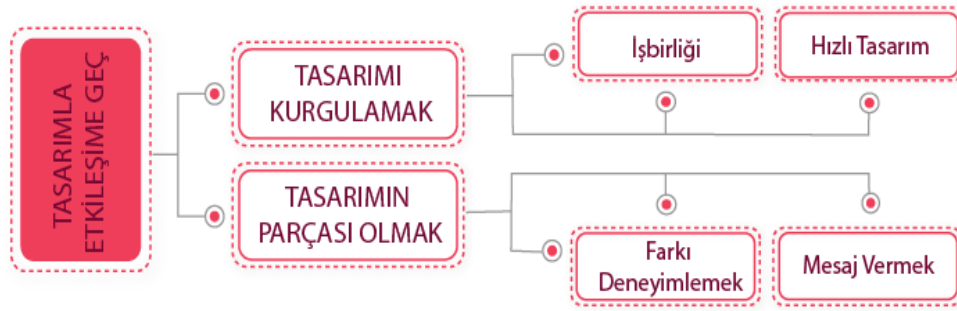 TASARIMLA
ETKİLEŞİME GEÇ
TASARIMI
KURGULAMAK
İşbirliği
Hızlı Tasarım
TASARIMIN
PARÇASI OLMAK
Farkı
Deneyimlemek
Mesaj Vermek